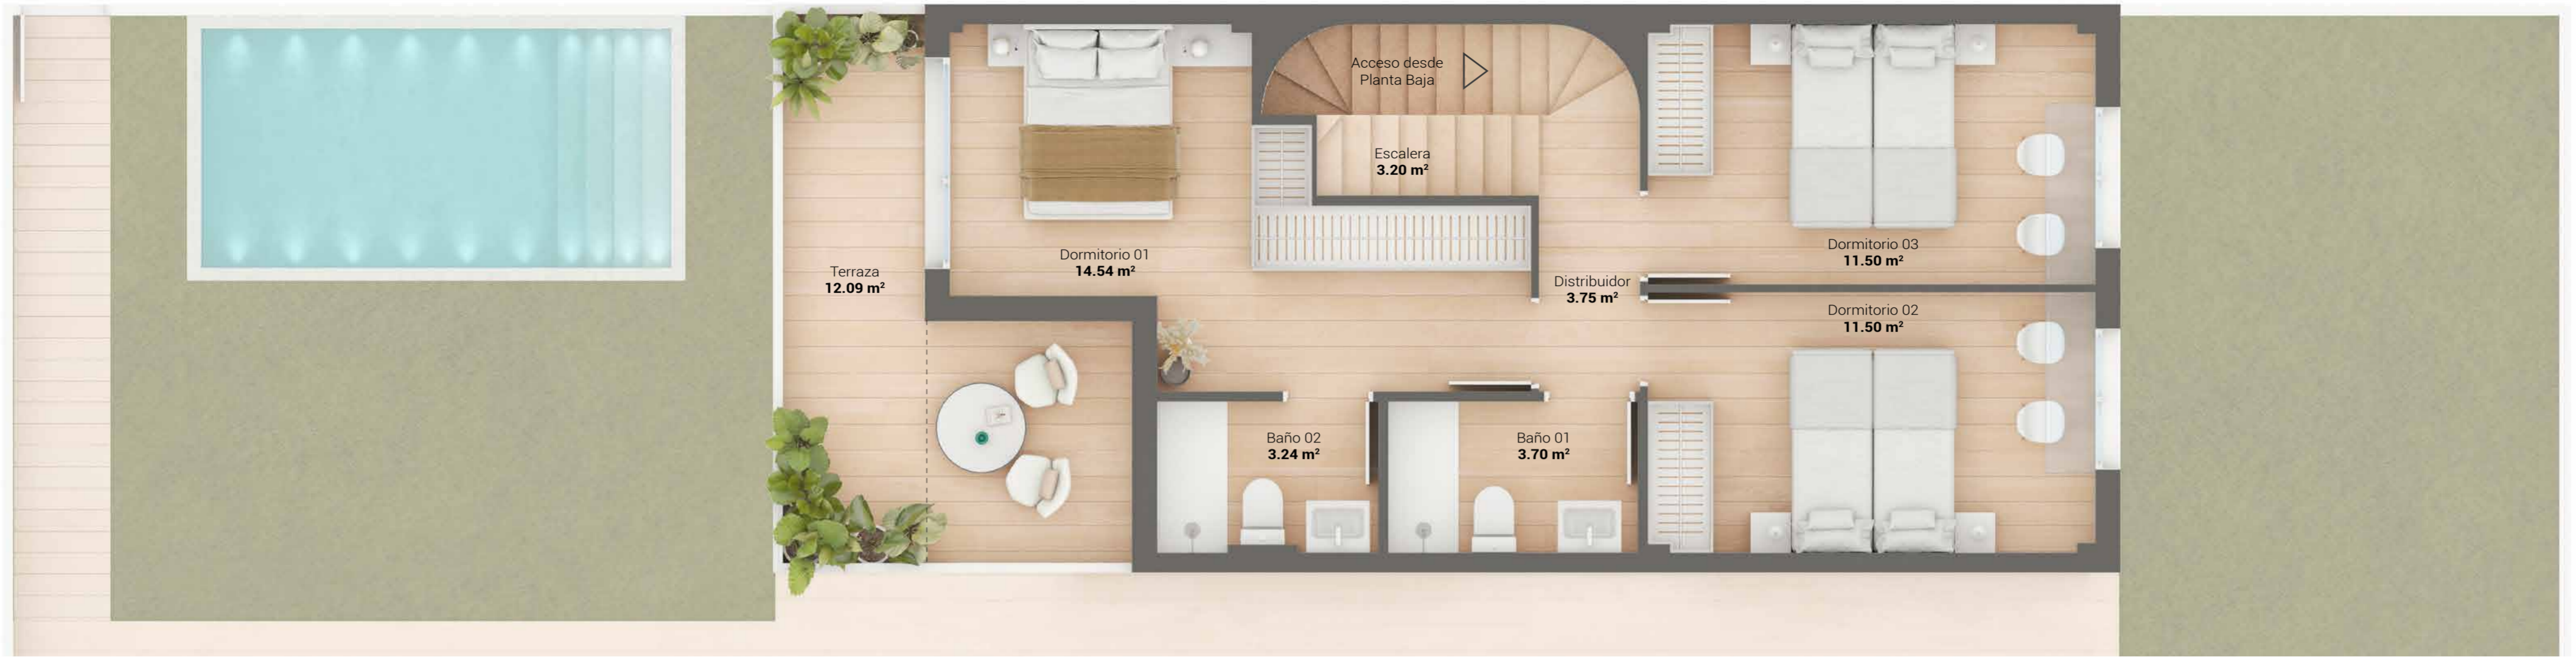 Acceso desde
Planta Baja
Escalera
3.20 m²
Dormitorio 01
14.54 m²
Terraza
12.09 m²
Distribuidor
3.75 m²
Dormitorio 03
11.50 m²
Dormitorio 02
11.50 m²
Baño 02
3.24 m²
Baño 01
3.70 m²